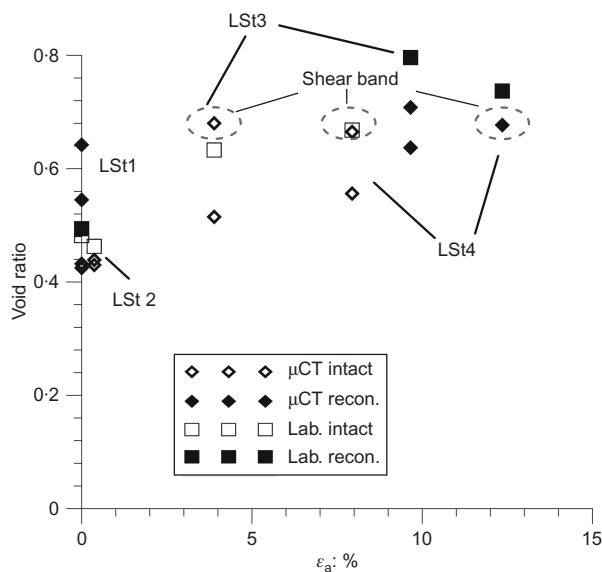 LSt3
0·8
Shear band
0·6
LSt1
LSt4
Void ratio
0·4
LSt 2
μCT intact
μCT recon.
Lab. intact
Lab. recon.
0·2
0
0
5
10
15
εa: %